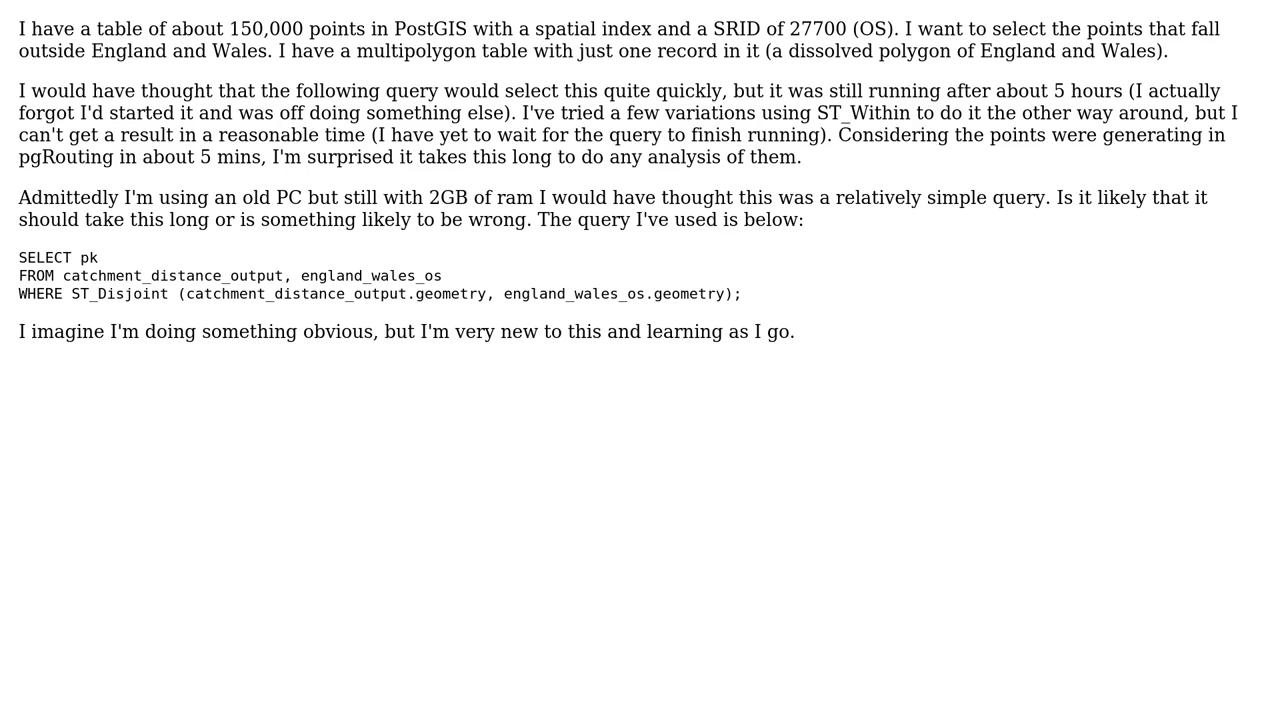 I have a table of about 150,000 points in PostGIS with a spatial index and a SRID of 27700 (OS). I want to select the points that fall
outside England and Wales. I have a multipolygon table with just one record in it (a dissolved polygon of England and Wales).
I would have thought that the following query would select this quite quickly, but it was still running after about 5 hours (I actually
forgot I'd started it and was off doing something else). I've tried a few variations using ST_Within to do it the other way around, but I
can't get a result in a reasonable time (I have yet to wait for the query to finish running). Considering the points were generating in
pgRouting in about 5 mins, I'm surprised it takes this long to do any analysis of them.
Admittedly I'm using an old PC but still with 2GB of ram I would have thought this was a relatively simple query. Is it likely that it
should take this long or is something likely to be wrong. The query I've used is below:
SELECT pk
FROM catchment_distance_output, england_wales_os
WHERE ST_Disjoint (catchment_distance_output.geometry, england_wales_os.geometry);
I imagine I'm doing something obvious, but I'm very new to this and learning as I go.